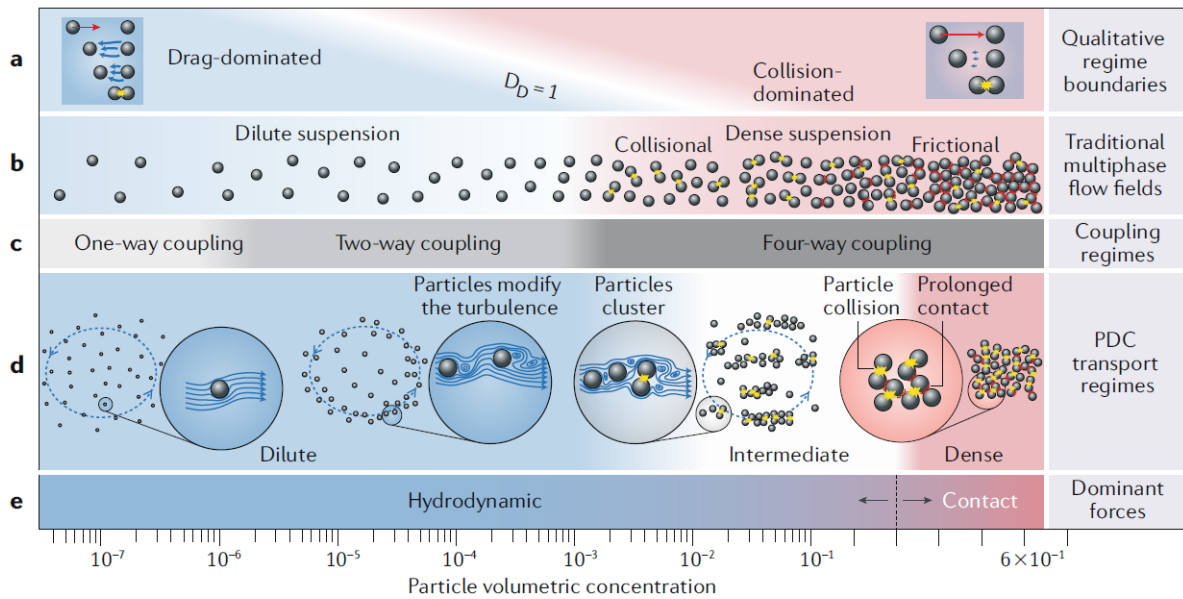 a
Drag-dominated
D_D = 1
Collision-
dominated
Qualitative
regime
boundaries
b
Dilute suspension
Collisional
Dense suspension
Frictional
Traditional
multiphase
flow fields
c
One-way coupling
Two-way coupling
Four-way coupling
Coupling
regimes
d
Particles modify
the turbulence
Particles
cluster
Particle
collision
Prolonged
contact
Dilute
Intermediate
Dense
PDC
transport
regimes
e
Hydrodynamic
Contact
Dominant
forces
10⁻⁷
10⁻⁶
10⁻⁵
10⁻⁴
10⁻³
10⁻²
10⁻¹
6×10⁻¹
Particle volumetric concentration